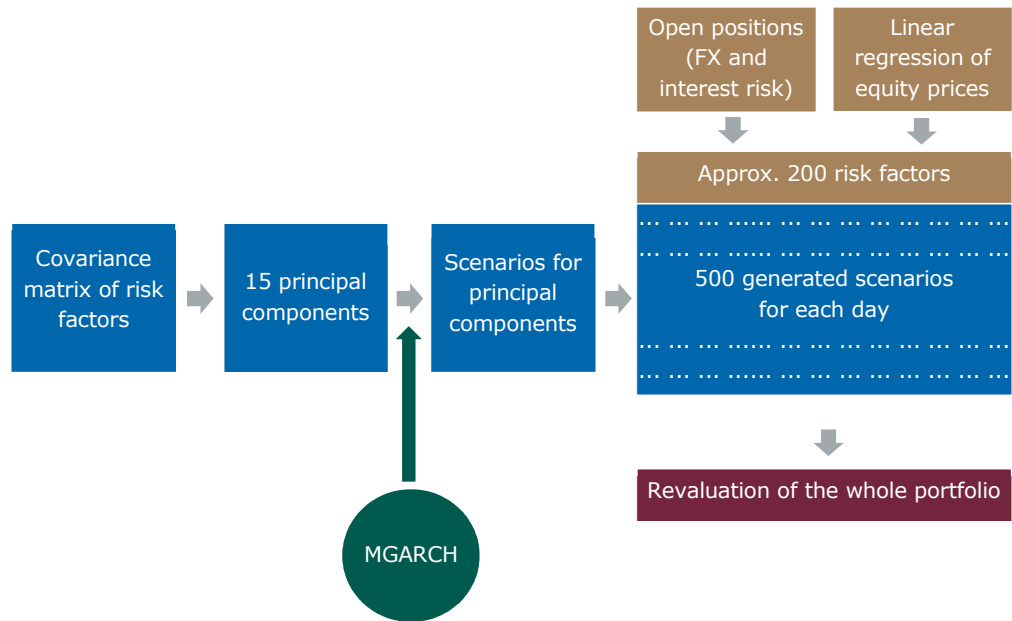 Open positions
(FX and
interest risk)
Linear
regression of
equity prices
Approx. 200 risk factors
... ... ... ...... ... ... ... ... ... ... ... ...
... ... ... ...... ... ... ... ... ... ... ... ...
Covariance
matrix of risk
factors
15 principal
components
Scenarios for
principal
components
500 generated scenarios
for each day
... ... ... ...... ... ... ... ... ... ... ... ...
... ... ... ...... ... ... ... ... ... ... ... ...
Revaluation of the whole portfolio
MGARCH